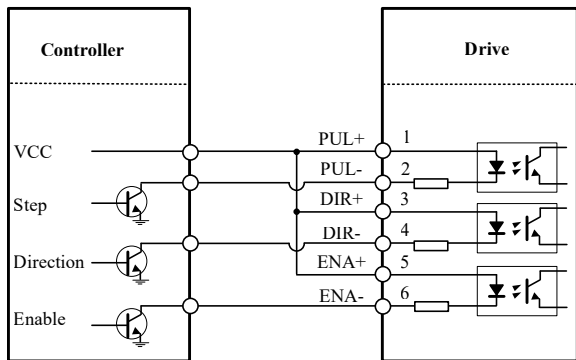 Controller
Drive
VCC
PUL+ 1
PUL- 2
Step
DIR+ 3
DIR- 4
Direction
ENA+ 5
ENA- 6
Enable